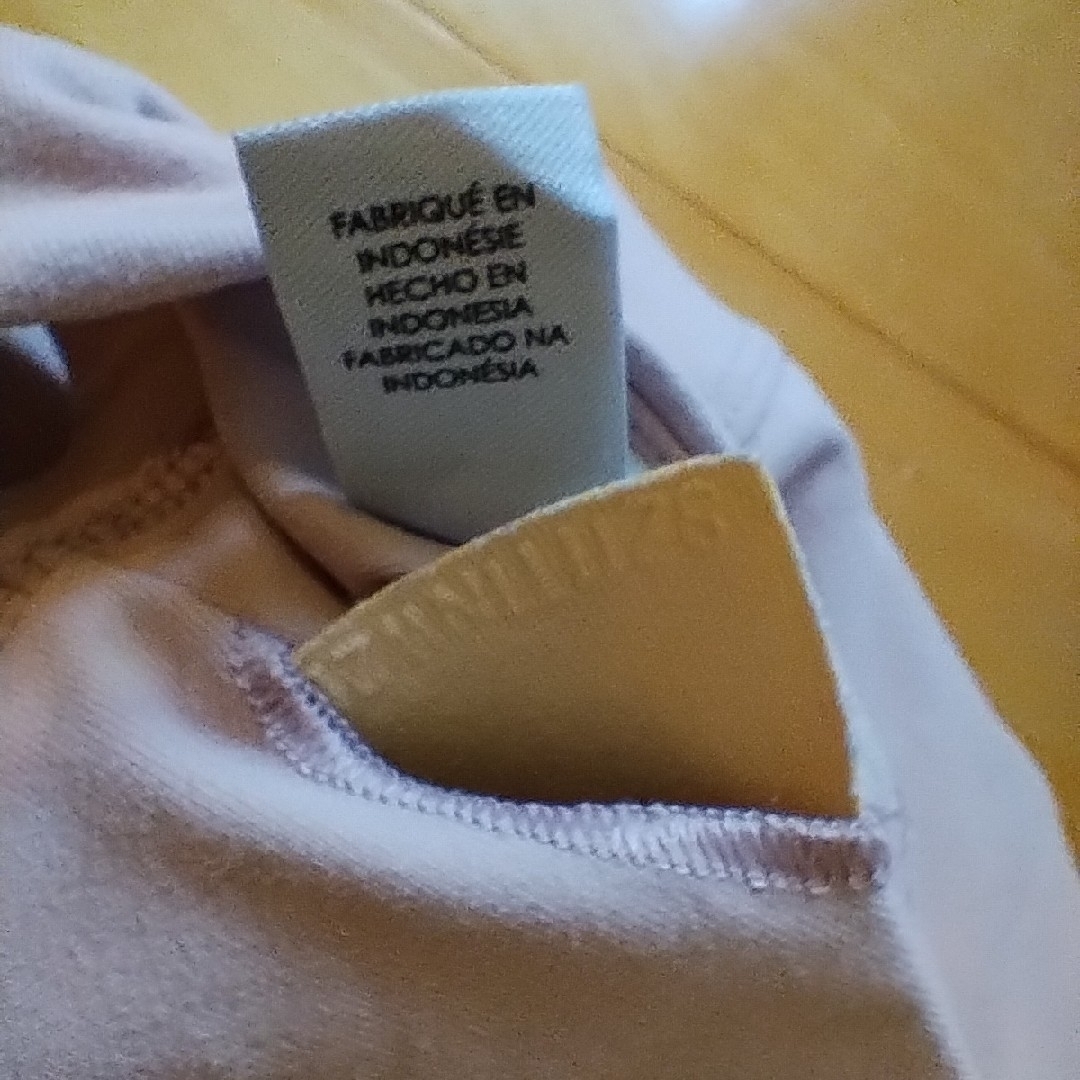 FABRIQUÉ EN
INDONÉSIE
HECHO EN
INDONESIA
FABRICADO NA
INDONÉSIA